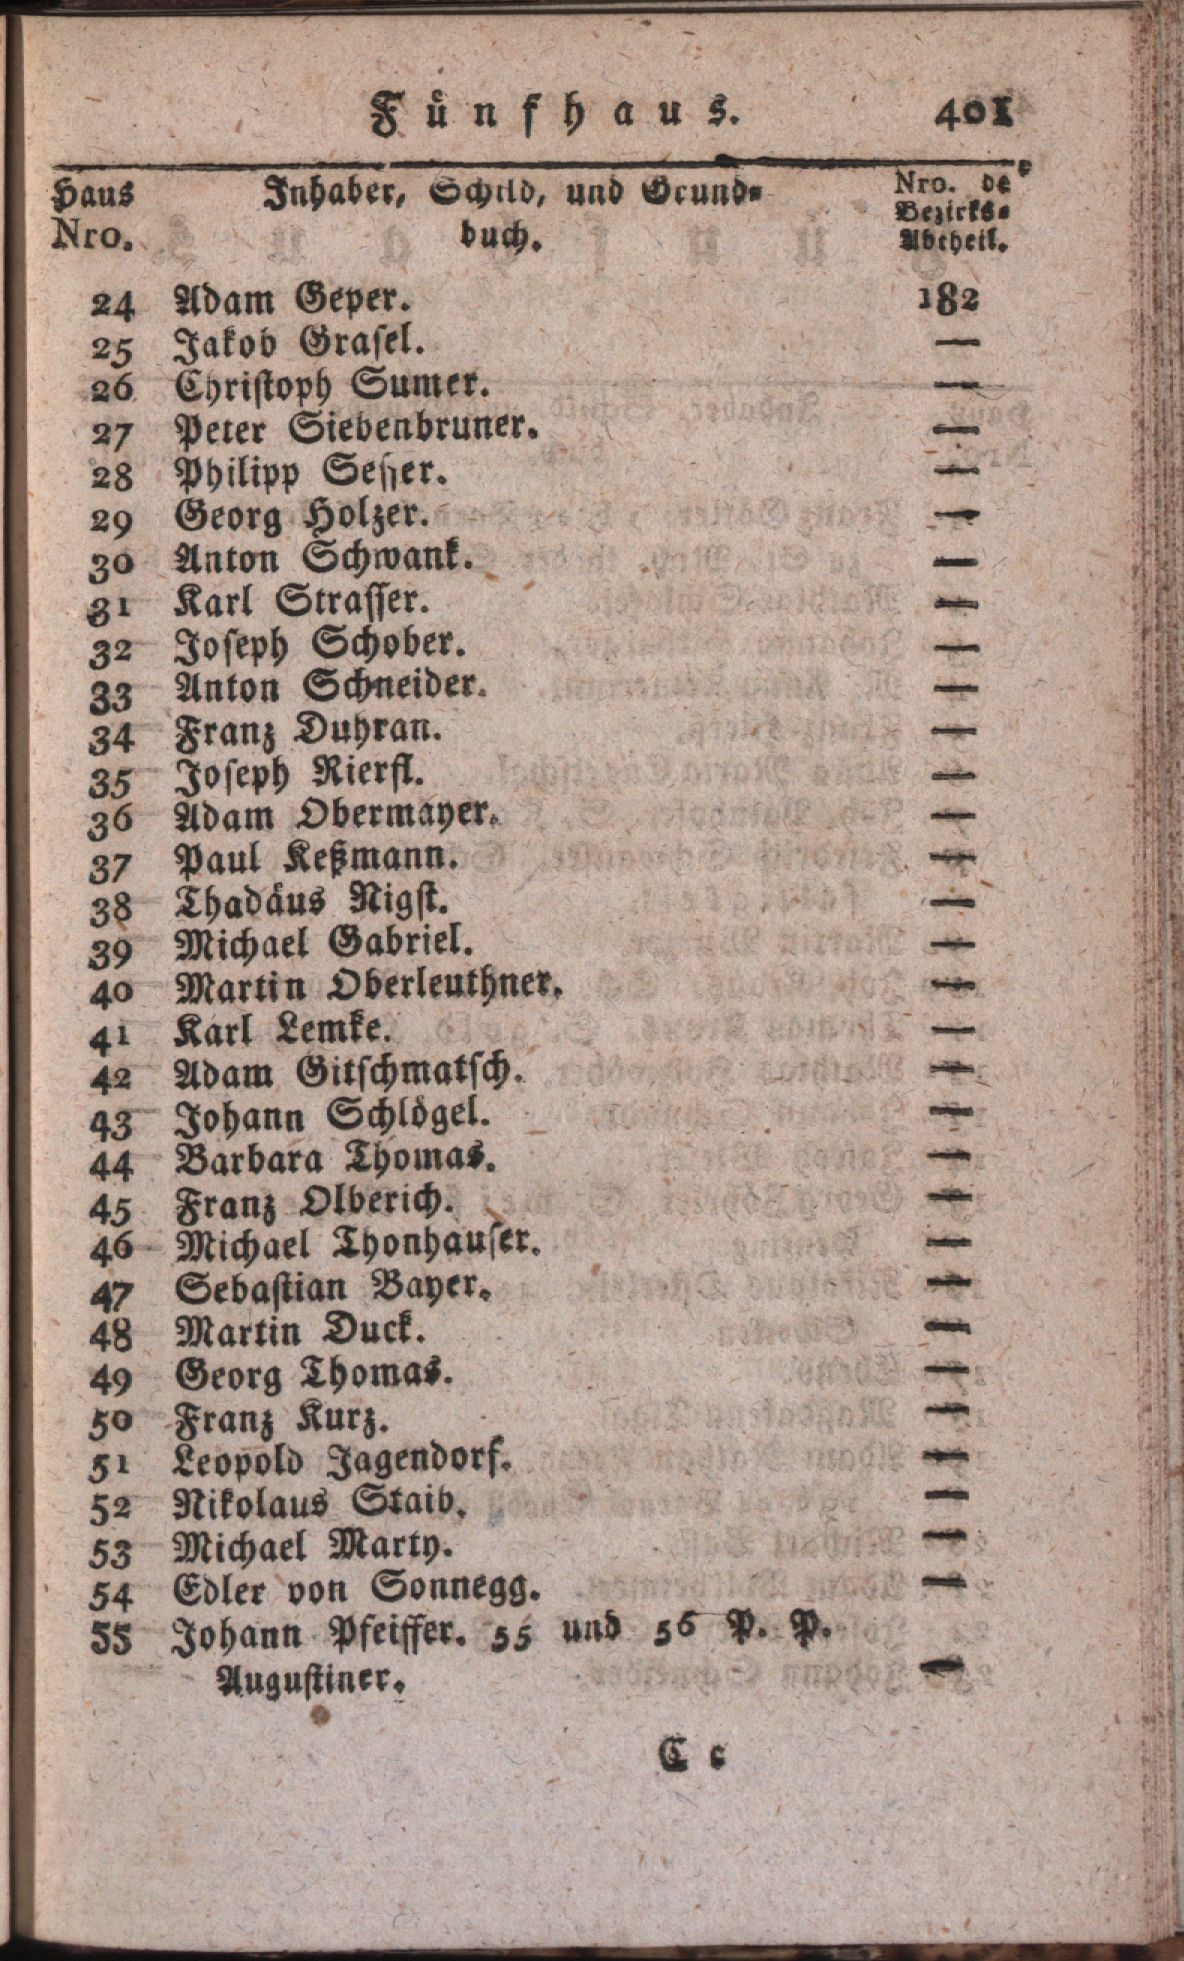 Fünfhaus. 401
Haus Inhaber, Schild, und Grund- Nro. de
Nro. buch. Bezirks-
Abtheil.
24 Adam Geyer. 182
25 Jakob Grasel. —
26 Christoph Sumer. —
27 Peter Siebenbruner. —
28 Philipp Sesser. —
29 Georg Holzer. —
30 Anton Schwank. —
31 Karl Strasser. —
32 Joseph Schober. —
33 Anton Schneider. —
34 Franz Duhran. —
35 Joseph Rierfl. —
36 Adam Obermayer. —
37 Paul Keßmann. —
38 Thadäus Nigst. —
39 Michael Gabriel. —
40 Martin Oberleuthner. —
41 Karl Lemke. —
42 Adam Gitschmatsch. —
43 Johann Schlögel. —
44 Barbara Thomas. —
45 Franz Olberich. —
46 Michael Thonhauser. —
47 Sebastian Bayer. —
48 Martin Duck. —
49 Georg Thomas. —
50 Franz Kurz. —
51 Leopold Jagendorf. —
52 Nikolaus Staib. —
53 Michael Marty. —
54 Edler von Sonnegg. —
55 Johann Pfeiffer. 55 und 56 P. P.
Augustiner. —
C c